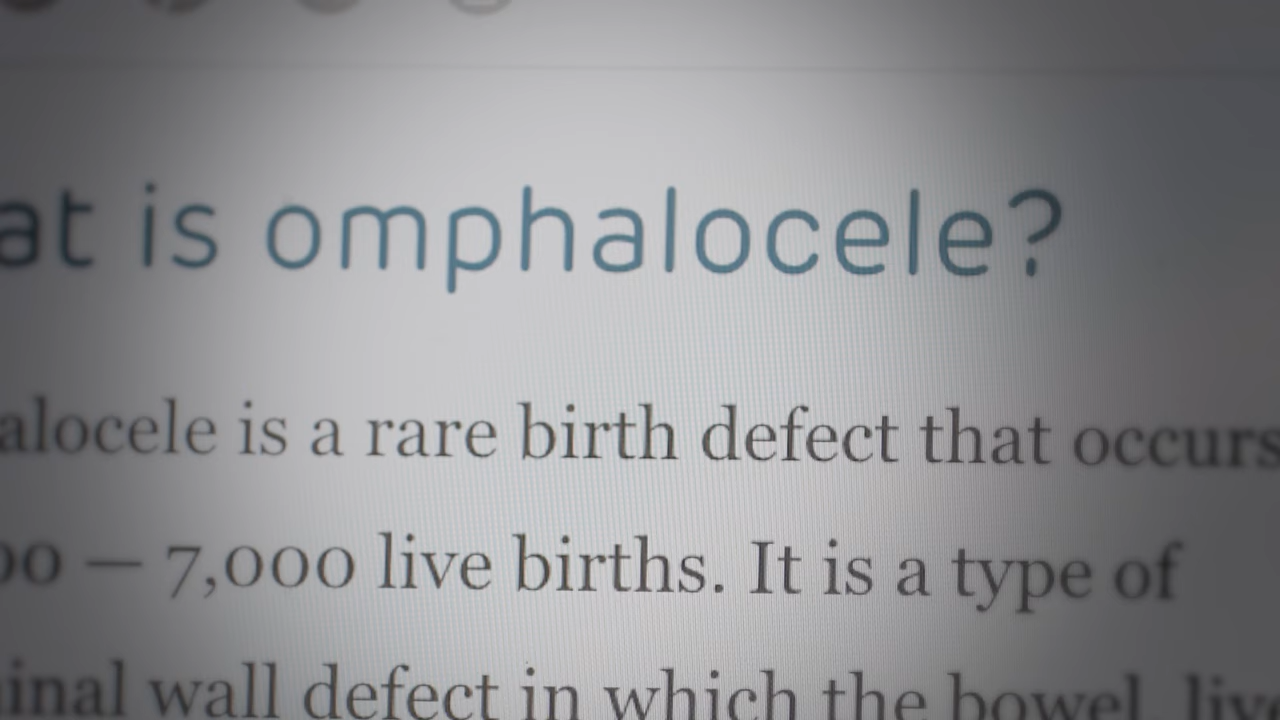 at is omphalocele?
alocele is a rare birth defect that occurs
00 — 7,000 live births. It is a type of
inal wall defect in which the bowel, live